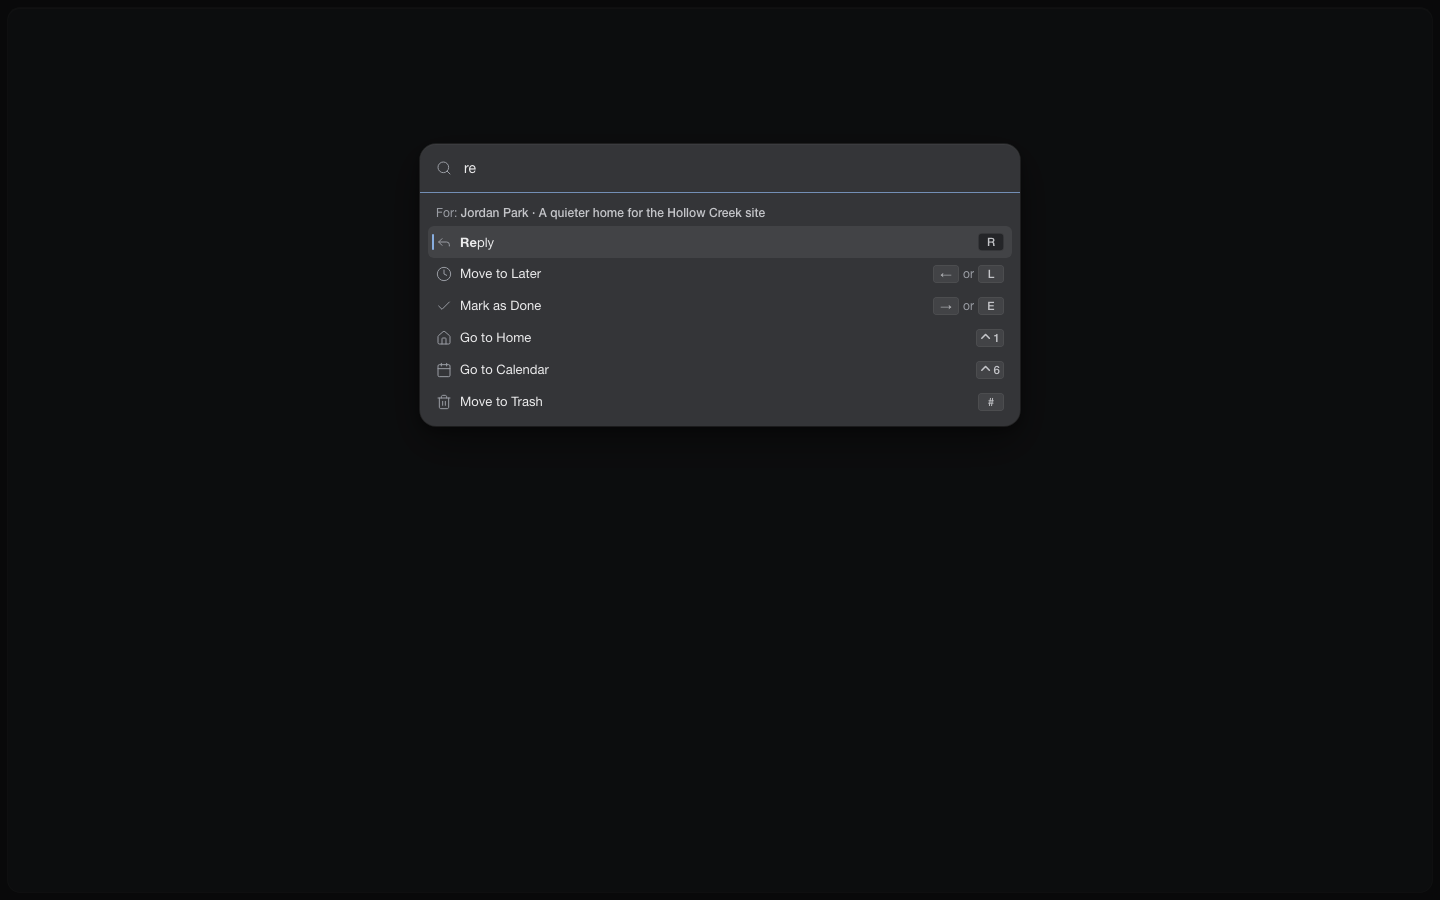 re
For: Jordan Park · A quieter home for the Hollow Creek site
Reply R
Move to Later ← or L
Mark as Done → or E
Go to Home ^ 1
Go to Calendar ^ 6
Move to Trash #